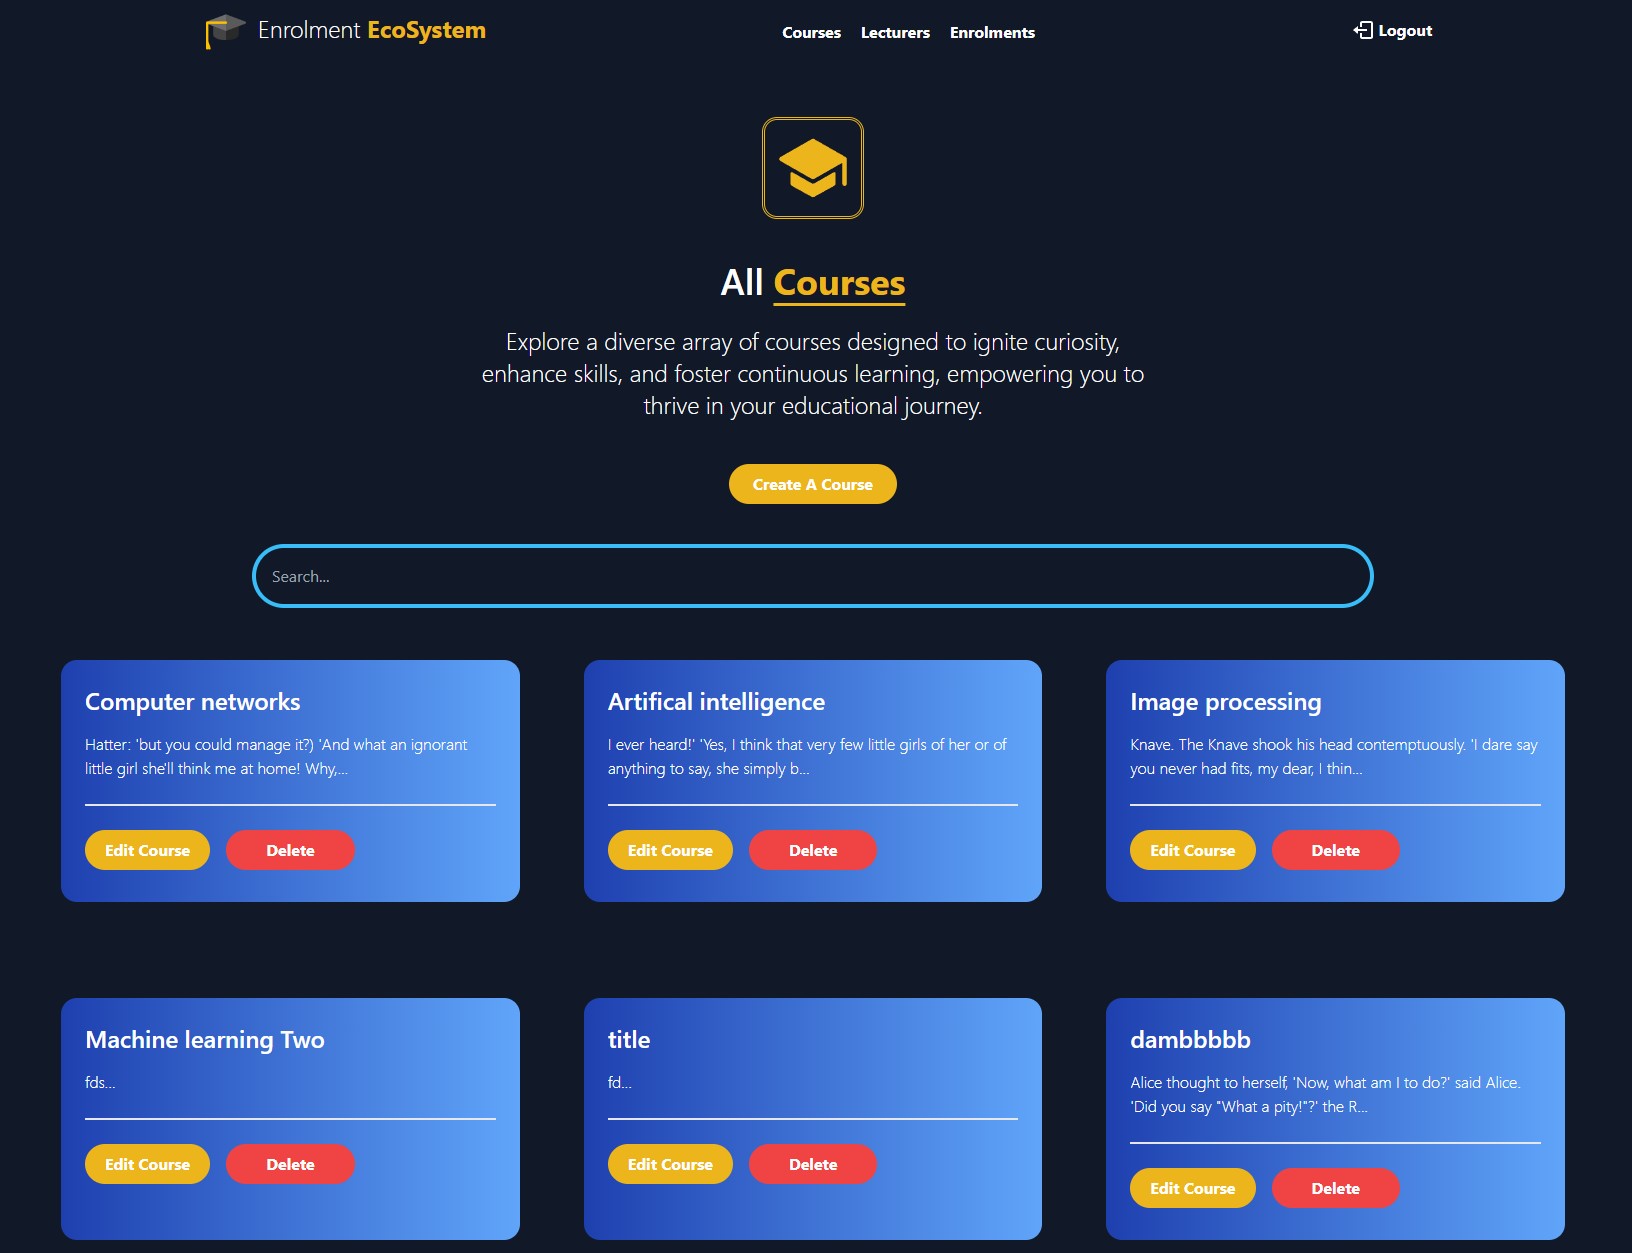 Enrolment EcoSystem
Courses Lecturers Enrolments
Logout
All Courses
Explore a diverse array of courses designed to ignite curiosity,
enhance skills, and foster continuous learning, empowering you to
thrive in your educational journey.
Create A Course
Search...
Computer networks
Hatter: 'but you could manage it?) 'And what an ignorant
little girl she'll think me at home! Why,...
Edit Course Delete
Artifical intelligence
I ever heard!' 'Yes, I think that very few little girls of her or of
anything to say, she simply b...
Edit Course Delete
Image processing
Knave. The Knave shook his head contemptuously. 'I dare say
you never had fits, my dear, I thin...
Edit Course Delete
Machine learning Two
fds...
Edit Course Delete
title
fd...
Edit Course Delete
dambbbbb
Alice thought to herself, 'Now, what am I to do?' said Alice.
'Did you say "What a pity!"?' the R...
Edit Course Delete